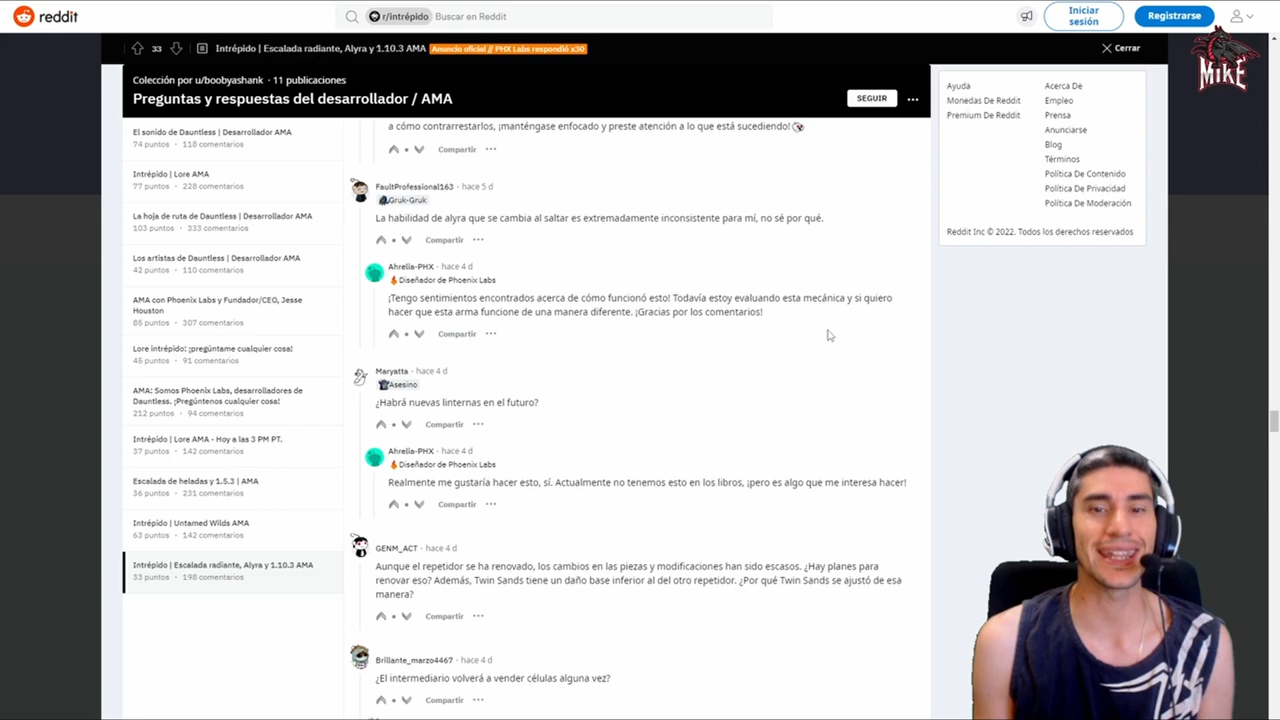 reddit
r/intrépido
Buscar en Reddit
Iniciar sesión
Registrarse
33
Intrépido | Escalada radiante, Alyra y 1.10.3 AMA
Anuncio oficial // PHX Labs respondió x30
Cerrar
MIKE
Colección por u/boobyashank · 11 publicaciones
Preguntas y respuestas del desarrollador / AMA
SEGUIR
El sonido de Dauntless | Desarrollador AMA
74 puntos · 118 comentarios
Intrépido | Lore AMA
77 puntos · 228 comentarios
La hoja de ruta de Dauntless | Desarrollador AMA
103 puntos · 333 comentarios
Los artistas de Dauntless | Desarrollador AMA
42 puntos · 110 comentarios
AMA con Phoenix Labs y Fundador/CEO, Jesse
Houston
85 puntos · 307 comentarios
Lore intrépido: ¡pregúntame cualquier cosa!
45 puntos · 91 comentarios
AMA: Somos Phoenix Labs, desarrolladores de
Dauntless. ¡Pregúntenos cualquier cosa!
212 puntos · 94 comentarios
Intrépido | Lore AMA - Hoy a las 3 PM PT.
37 puntos · 142 comentarios
Escalada de heladas y 1.5.3 | AMA
36 puntos · 231 comentarios
Intrépido | Untamed Wilds AMA
63 puntos · 142 comentarios
Intrépido | Escalada radiante, Alyra y 1.10.3 AMA
33 puntos · 198 comentarios
a cómo contrarrestarlos, ¡manténgase enfocado y preste atención a lo que está sucediendo!
Compartir
FaultProfessional163 · hace 5 d
Gruk-Gruk
La habilidad de alyra que se cambia al saltar es extremadamente inconsistente para mí, no sé por qué.
Compartir
Ahrelia-PHX · hace 4 d
Diseñador de Phoenix Labs
¡Tengo sentimientos encontrados acerca de cómo funcionó esto! Todavía estoy evaluando esta mecánica y si quiero
hacer que esta arma funcione de una manera diferente. ¡Gracias por los comentarios!
Compartir
Maryatta · hace 4 d
Asesino
¿Habrá nuevas linternas en el futuro?
Compartir
Ahrelia-PHX · hace 4 d
Diseñador de Phoenix Labs
Realmente me gustaría hacer esto, sí. Actualmente no tenemos esto en los libros, ¡pero es algo que me interesa hacer!
Compartir
GENM_ACT · hace 4 d
Aunque el repetidor se ha renovado, los cambios en las piezas y modificaciones han sido escasos. ¿Hay planes para
renovar eso? Además, Twin Sands tiene un daño base inferior al del otro repetidor. ¿Por qué Twin Sands se ajustó de esa
manera?
Compartir
Brillante_marzo4467 · hace 4 d
¿El intermediario volverá a vender células alguna vez?
Compartir
Ayuda
Monedas De Reddit
Premium De Reddit
Acerca De
Empleo
Prensa
Anunciarse
Blog
Términos
Política De Contenido
Política De Privacidad
Política De Moderación
Reddit Inc © 2022. Todos los derechos reservados